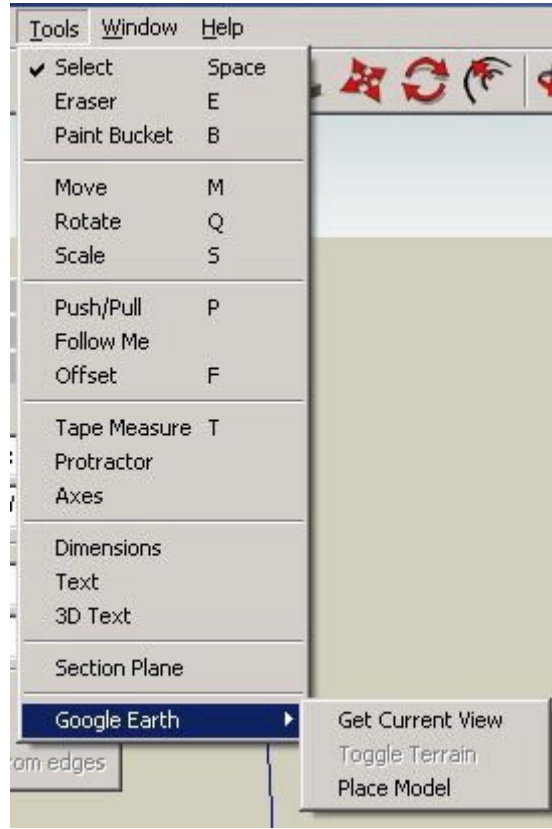 Tools Window Help
Select Space
Eraser E
Paint Bucket B
Move M
Rotate Q
Scale S
Push/Pull P
Follow Me
Offset F
Tape Measure T
Protractor
Axes
Dimensions
Text
3D Text
Section Plane
Google Earth Get Current View
Toggle Terrain
Place Model
edges